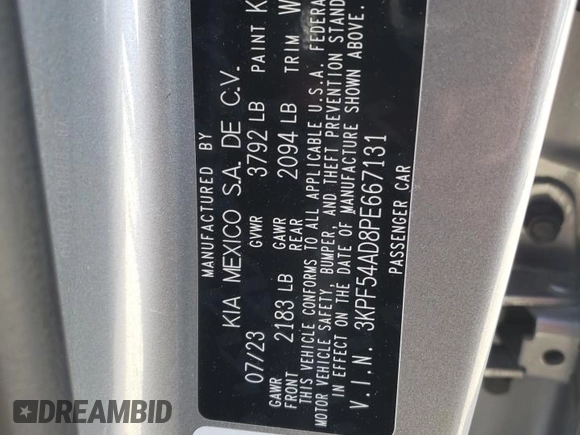 MANUFACTURED BY
KIA MEXICO S.A. DE C.V.
07/23 GVWR 3792 LB PAINT K
GAWR FRONT 2183 LB GAWR REAR 2094 LB TRIM W
THIS VEHICLE CONFORMS TO ALL APPLICABLE U.S.A. FEDERA
MOTOR VEHICLE SAFETY, BUMPER, AND THEFT PREVENTION STAND
IN EFFECT ON THE DATE OF MANUFACTURE SHOWN ABOVE.
V.I.N. 3KPF54AD8PE667131
PASSENGER CAR
DREAMBID